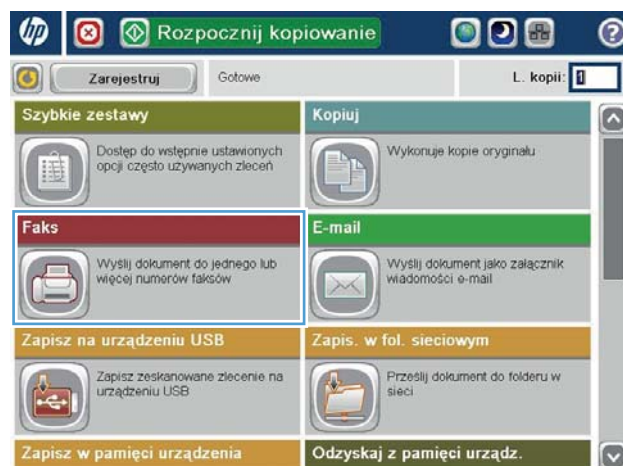 hp
Rozpocznij kopiowanie
?
Zarejestruj
Gotowe
L. kopii: 1
Szybkie zestawy
Dostęp do wstępnie ustawionych
opcji często używanych zleceń
Kopiuj
Wykonuje kopie oryginału
Faks
Wyślij dokument do jednego lub
więcej numerów faksów
E-mail
Wyślij dokument jako załącznik
wiadomości e-mail
Zapisz na urządzeniu USB
Zapisz zeskanowane zlecenie na
urządzeniu USB
Zapis. w fol. sieciowym
Prześlij dokument do folderu w
sieci
Zapisz w pamięci urządzenia
Odzyskaj z pamięci urządz.